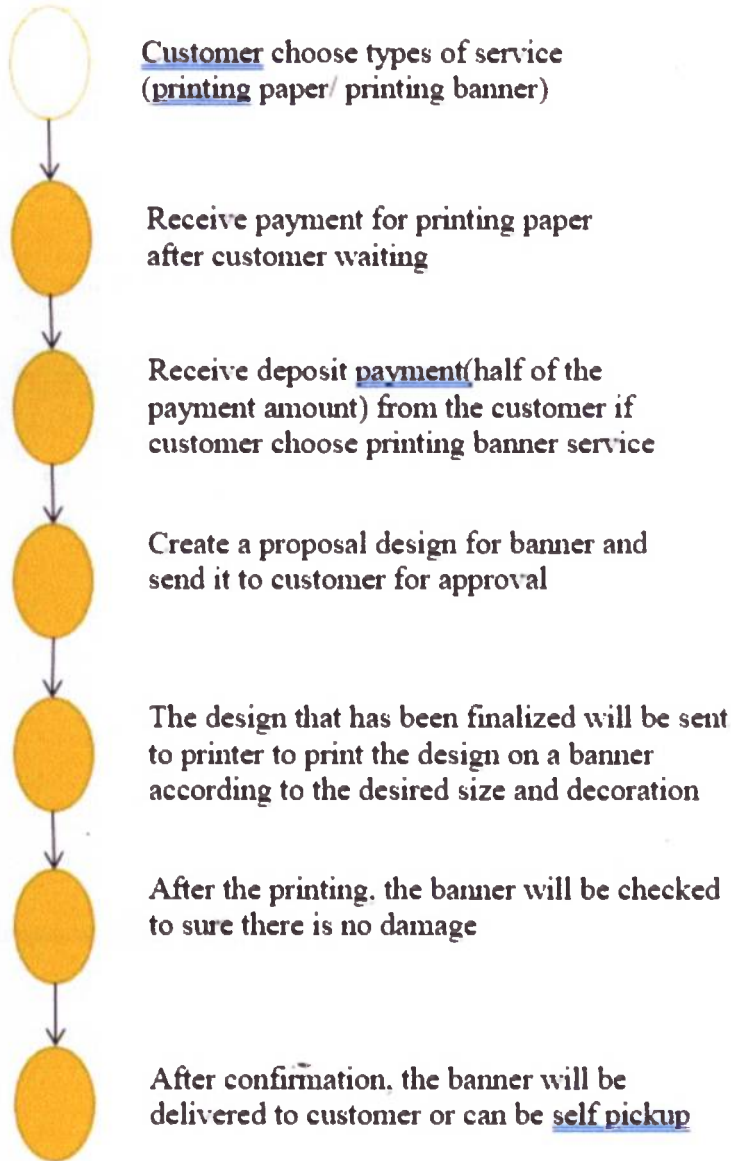 Customer choose types of service
(printing paper/ printing banner)
Receive payment for printing paper
after customer waiting
Receive deposit payment(half of the
payment amount) from the customer if
customer choose printing banner service
Create a proposal design for banner and
send it to customer for approval
The design that has been finalized will be sent
to printer to print the design on a banner
according to the desired size and decoration
After the printing, the banner will be checked
to sure there is no damage
After confirmation, the banner will be
delivered to customer or can be self pickup